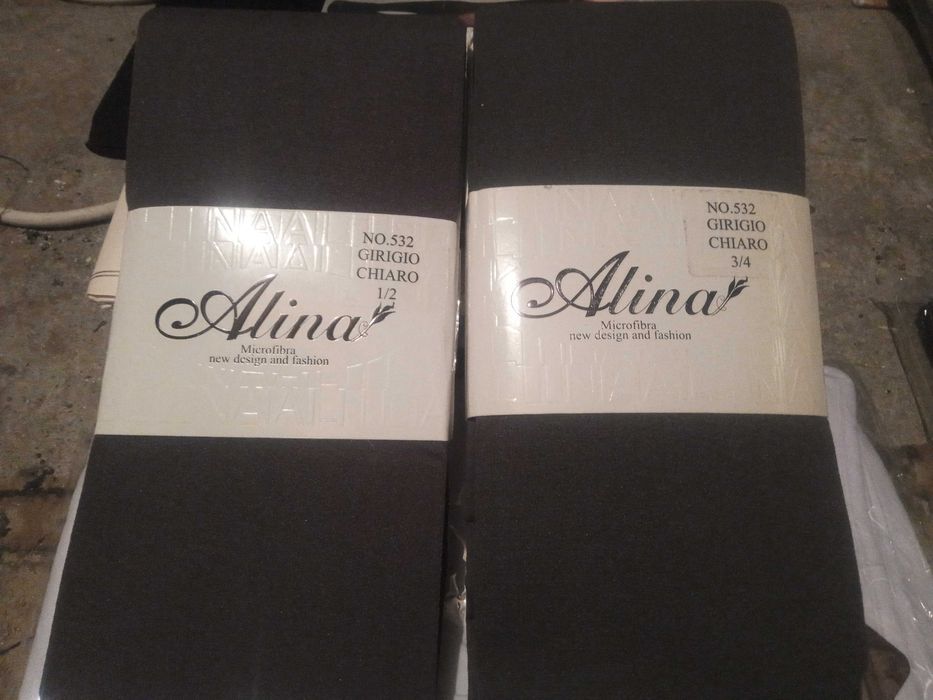 NO.532
GIRIGIO
CHIARO
1/2
Alina
Microfibra
new design and fashion
NO.532
GIRIGIO
CHIARO
3/4
Alina
Microfibra
new design and fashion